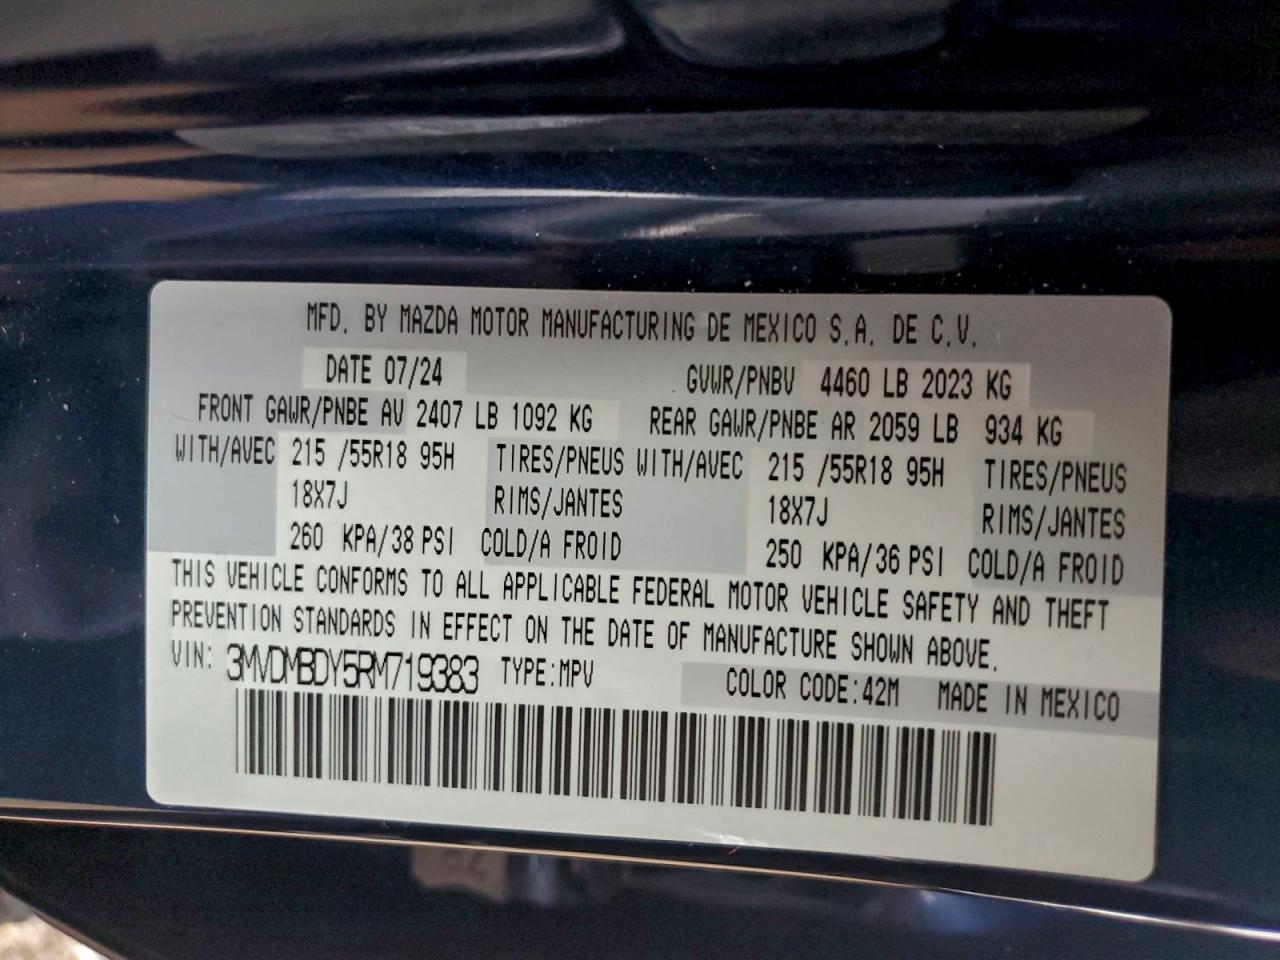 MFD. BY MAZDA MOTOR MANUFACTURING DE MEXICO S.A. DE C.V.
DATE 07/24 GVWR/PNBV 4460 LB 2023 KG
FRONT GAWR/PNBE AV 2407 LB 1092 KG REAR GAWR/PNBE AR 2059 LB 934 KG
WITH/AVEC 215 /55R18 95H TIRES/PNEUS WITH/AVEC 215 /55R18 95H TIRES/PNEUS
18X7J RIMS/JANTES 18X7J RIMS/JANTES
260 KPA/38 PSI COLD/A FROID 250 KPA/36 PSI COLD/A FROID
THIS VEHICLE CONFORMS TO ALL APPLICABLE FEDERAL MOTOR VEHICLE SAFETY AND THEFT
PREVENTION STANDARDS IN EFFECT ON THE DATE OF MANUFACTURE SHOWN ABOVE.
VIN: 3MVDMBDY5RM719383 TYPE:MPV COLOR CODE:42M MADE IN MEXICO